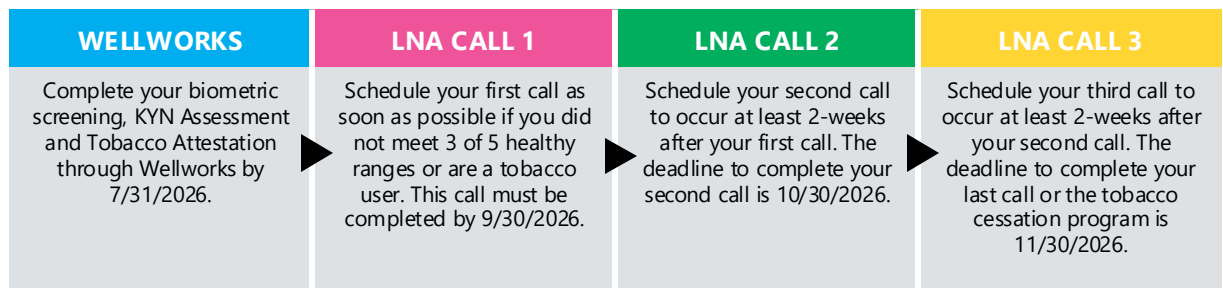 WELLWORKS
Complete your biometric
screening, KYN Assessment
and Tobacco Attestation
through Wellworks by
7/31/2026.
LNA CALL 1
Schedule your first call as
soon as possible if you did
not meet 3 of 5 healthy
ranges or are a tobacco
user. This call must be
completed by 9/30/2026.
LNA CALL 2
Schedule your second call
to occur at least 2-weeks
after your first call. The
deadline to complete your
second call is 10/30/2026.
LNA CALL 3
Schedule your third call to
occur at least 2-weeks after
your second call. The
deadline to complete your
last call or the tobacco
cessation program is
11/30/2026.